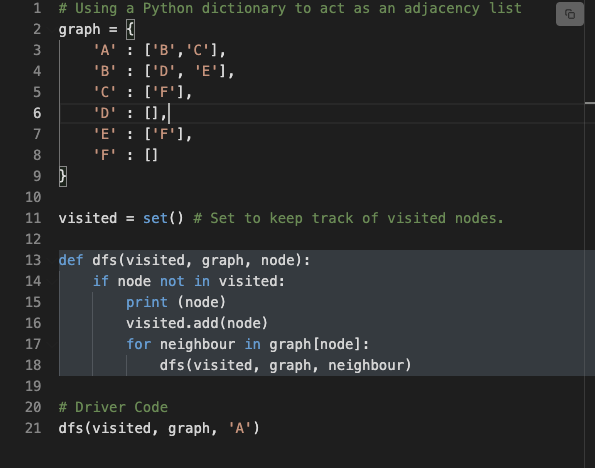 1 # Using a Python dictionary to act as an adjacency list
2 graph = {
3     'A' : ['B','C'],
4     'B' : ['D', 'E'],
5     'C' : ['F'],
6     'D' : [],
7     'E' : ['F'],
8     'F' : []
9 }
10
11 visited = set() # Set to keep track of visited nodes.
12
13 def dfs(visited, graph, node):
14     if node not in visited:
15         print (node)
16         visited.add(node)
17         for neighbour in graph[node]:
18             dfs(visited, graph, neighbour)
19
20 # Driver Code
21 dfs(visited, graph, 'A')